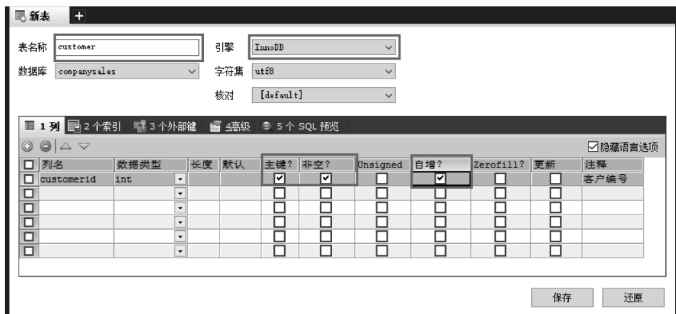 新表
表名称 customer 引擎 InnoDB
数据库 companysales 字符集 utf8
核对 [default]
1 列 2 个索引 3 个外部键 4高级 5 个 SQL 预览
隐藏语言选项
列名 数据类型 长度 默认 主键? 非空? Unsigned 自增? Zerofill? 更新 注释
customerid int 客户编号
保存 还原